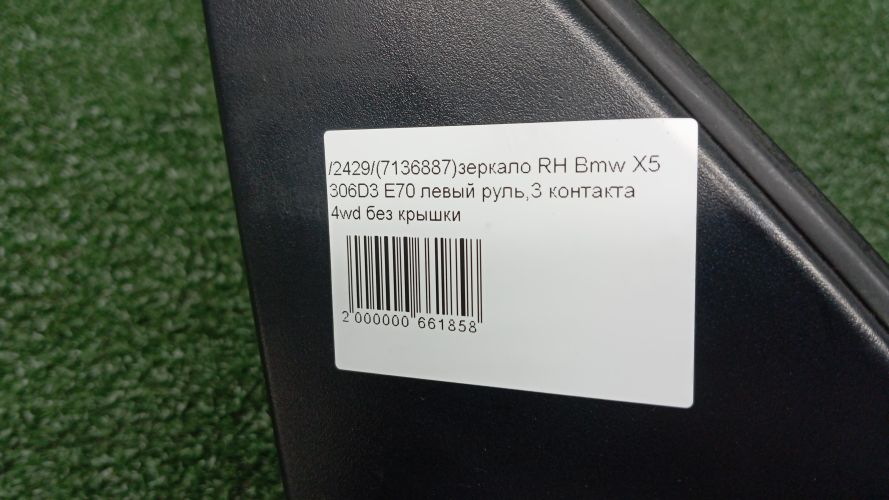 /2429/(7136887)зеркало RH Bmw X5
306D3 E70 левый руль,3 контакта
4wd без крышки
2 000000 661858